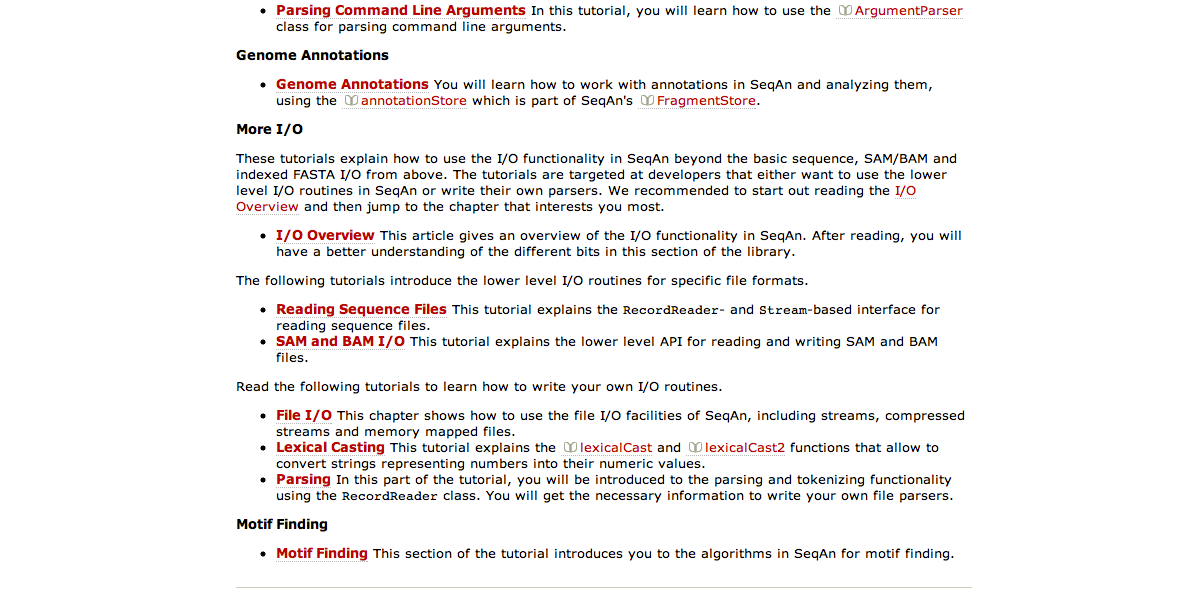 Parsing Command Line Arguments In this tutorial, you will learn how to use the ArgumentParser
class for parsing command line arguments.
Genome Annotations
Genome Annotations You will learn how to work with annotations in SeqAn and analyzing them,
using the annotationStore which is part of SeqAn's FragmentStore.
More I/O
These tutorials explain how to use the I/O functionality in SeqAn beyond the basic sequence, SAM/BAM and
indexed FASTA I/O from above. The tutorials are targeted at developers that either want to use the lower
level I/O routines in SeqAn or write their own parsers. We recommended to start out reading the I/O
Overview and then jump to the chapter that interests you most.
I/O Overview This article gives an overview of the I/O functionality in SeqAn. After reading, you will
have a better understanding of the different bits in this section of the library.
The following tutorials introduce the lower level I/O routines for specific file formats.
Reading Sequence Files This tutorial explains the RecordReader- and Stream-based interface for
reading sequence files.
SAM and BAM I/O This tutorial explains the lower level API for reading and writing SAM and BAM
files.
Read the following tutorials to learn how to write your own I/O routines.
File I/O This chapter shows how to use the file I/O facilities of SeqAn, including streams, compressed
streams and memory mapped files.
Lexical Casting This tutorial explains the lexicalCast and lexicalCast2 functions that allow to
convert strings representing numbers into their numeric values.
Parsing In this part of the tutorial, you will be introduced to the parsing and tokenizing functionality
using the RecordReader class. You will get the necessary information to write your own file parsers.
Motif Finding
Motif Finding This section of the tutorial introduces you to the algorithms in SeqAn for motif finding.